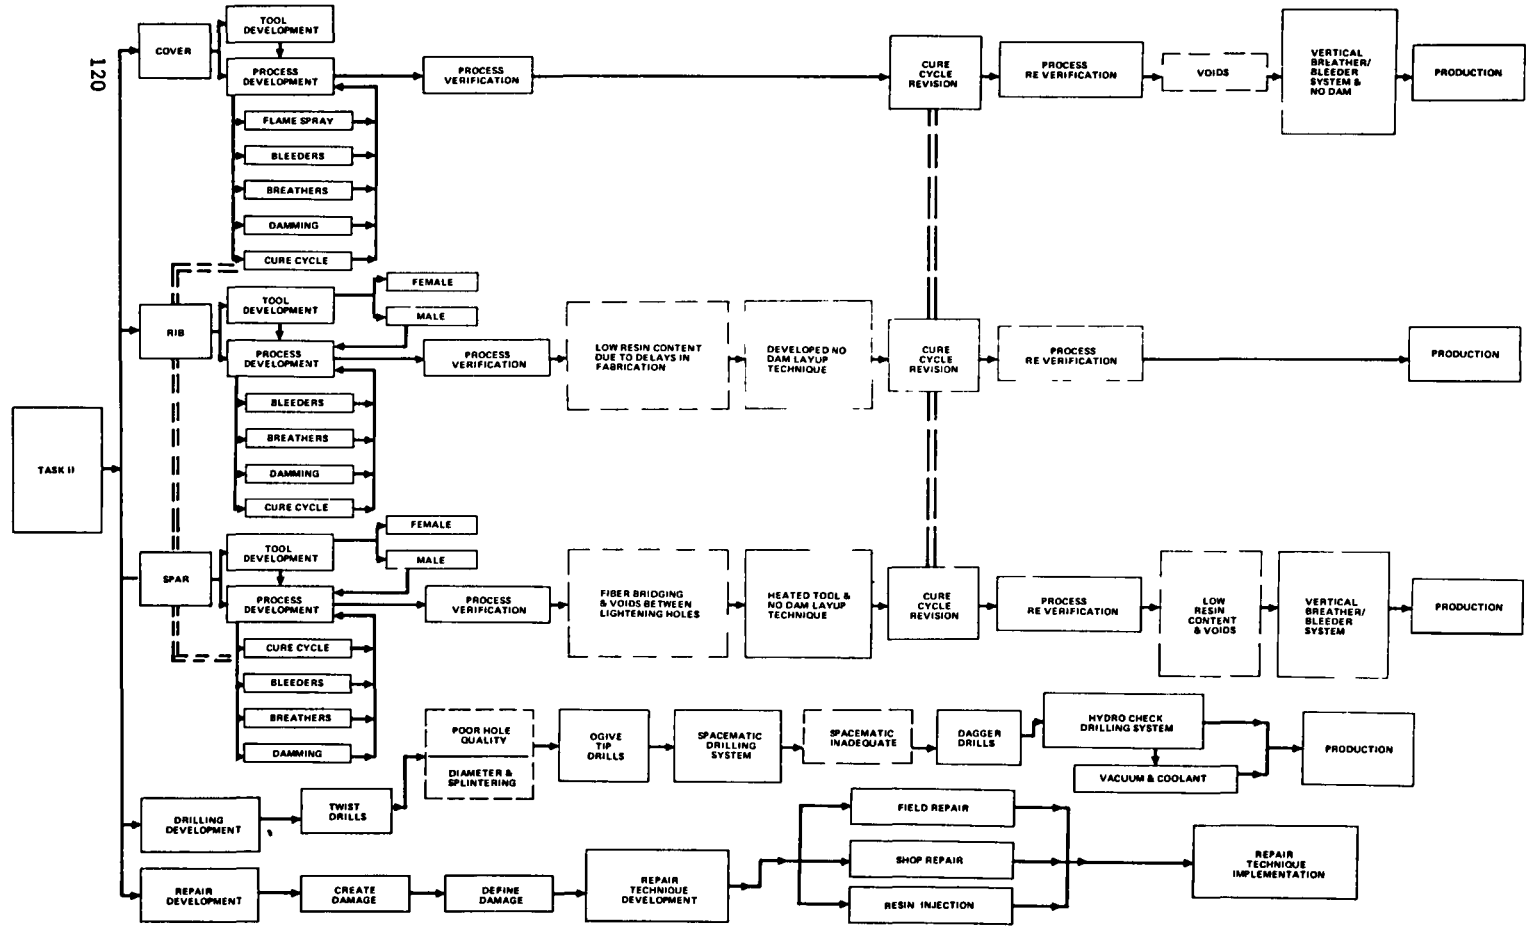 120
TASK II
COVER
TOOL
DEVELOPMENT
PROCESS
DEVELOPMENT
FLAME SPRAY
BLEEDERS
BREATHERS
DAMMING
CURE CYCLE
PROCESS
VERIFICATION
CURE
CYCLE
REVISION
PROCESS
RE VERIFICATION
VOIDS
VERTICAL
BREATHER/
BLEEDER
SYSTEM &
NO DAM
PRODUCTION
RIB
TOOL
DEVELOPMENT
FEMALE
MALE
PROCESS
DEVELOPMENT
BLEEDERS
BREATHERS
DAMMING
CURE CYCLE
PROCESS
VERIFICATION
LOW RESIN CONTENT
DUE TO DELAYS IN
FABRICATION
DEVELOPED NO
DAM LAYUP
TECHNIQUE
CURE
CYCLE
REVISION
PROCESS
RE VERIFICATION
PRODUCTION
SPAR
TOOL
DEVELOPMENT
FEMALE
MALE
PROCESS
DEVELOPMENT
CURE CYCLE
BLEEDERS
BREATHERS
DAMMING
PROCESS
VERIFICATION
FIBER BRIDGING
& VOIDS BETWEEN
LIGHTENING HOLES
HEATED TOOL &
NO DAM LAYUP
TECHNIQUE
CURE
CYCLE
REVISION
PROCESS
RE VERIFICATION
LOW
RESIN
CONTENT
& VOIDS
VERTICAL
BREATHER/
BLEEDER
SYSTEM
PRODUCTION
DRILLING
DEVELOPMENT
TWIST
DRILLS
POOR HOLE
QUALITY
DIAMETER &
SPLINTERING
OGIVE
TIP
DRILLS
SPACEMATIC
DRILLING
SYSTEM
SPACEMATIC
INADEQUATE
DAGGER
DRILLS
HYDRO CHECK
DRILLING SYSTEM
VACUUM & COOLANT
PRODUCTION
REPAIR
DEVELOPMENT
CREATE
DAMAGE
DEFINE
DAMAGE
REPAIR
TECHNIQUE
DEVELOPMENT
FIELD REPAIR
SHOP REPAIR
RESIN INJECTION
REPAIR
TECHNIQUE
IMPLEMENTATION